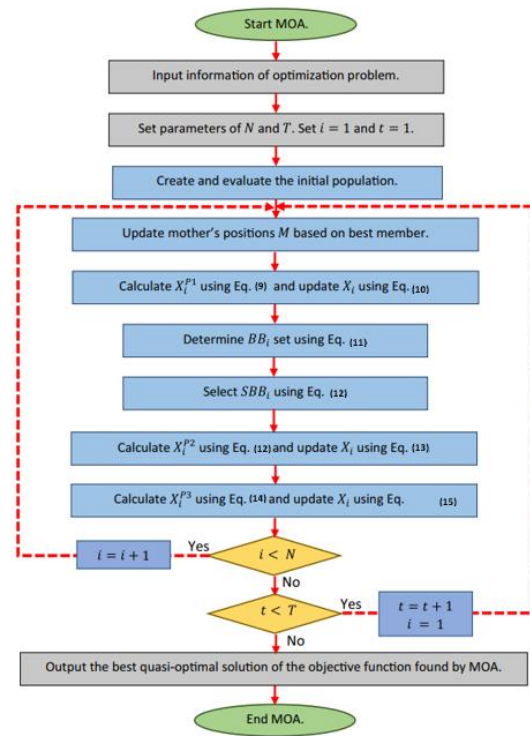 Start MOA.
Input information of optimization problem.
Set parameters of N and T. Set i = 1 and t = 1.
Create and evaluate the initial population.
Update mother's positions M based on best member.
Calculate X_i^{P1} using Eq. (9) and update X_i using Eq. (10)
Determine BB_i set using Eq. (11)
Select SBB_i using Eq. (12)
Calculate X_i^{P2} using Eq. (12) and update X_i using Eq. (13)
Calculate X_i^{P3} using Eq. (14) and update X_i using Eq. (15)
i = i + 1
Yes
i < N
No
t < T
Yes
t = t + 1
i = 1
No
Output the best quasi-optimal solution of the objective function found by MOA.
End MOA.